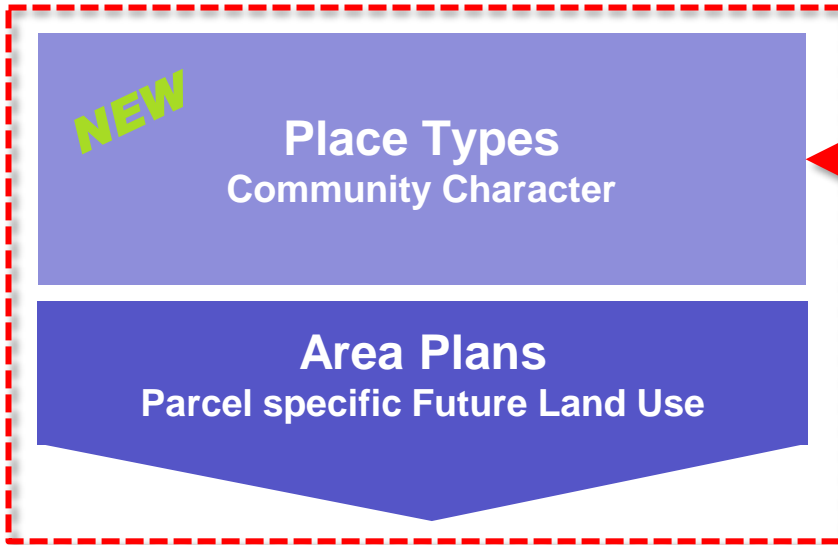 NEW
Place Types
Community Character
Area Plans
Parcel specific Future Land Use